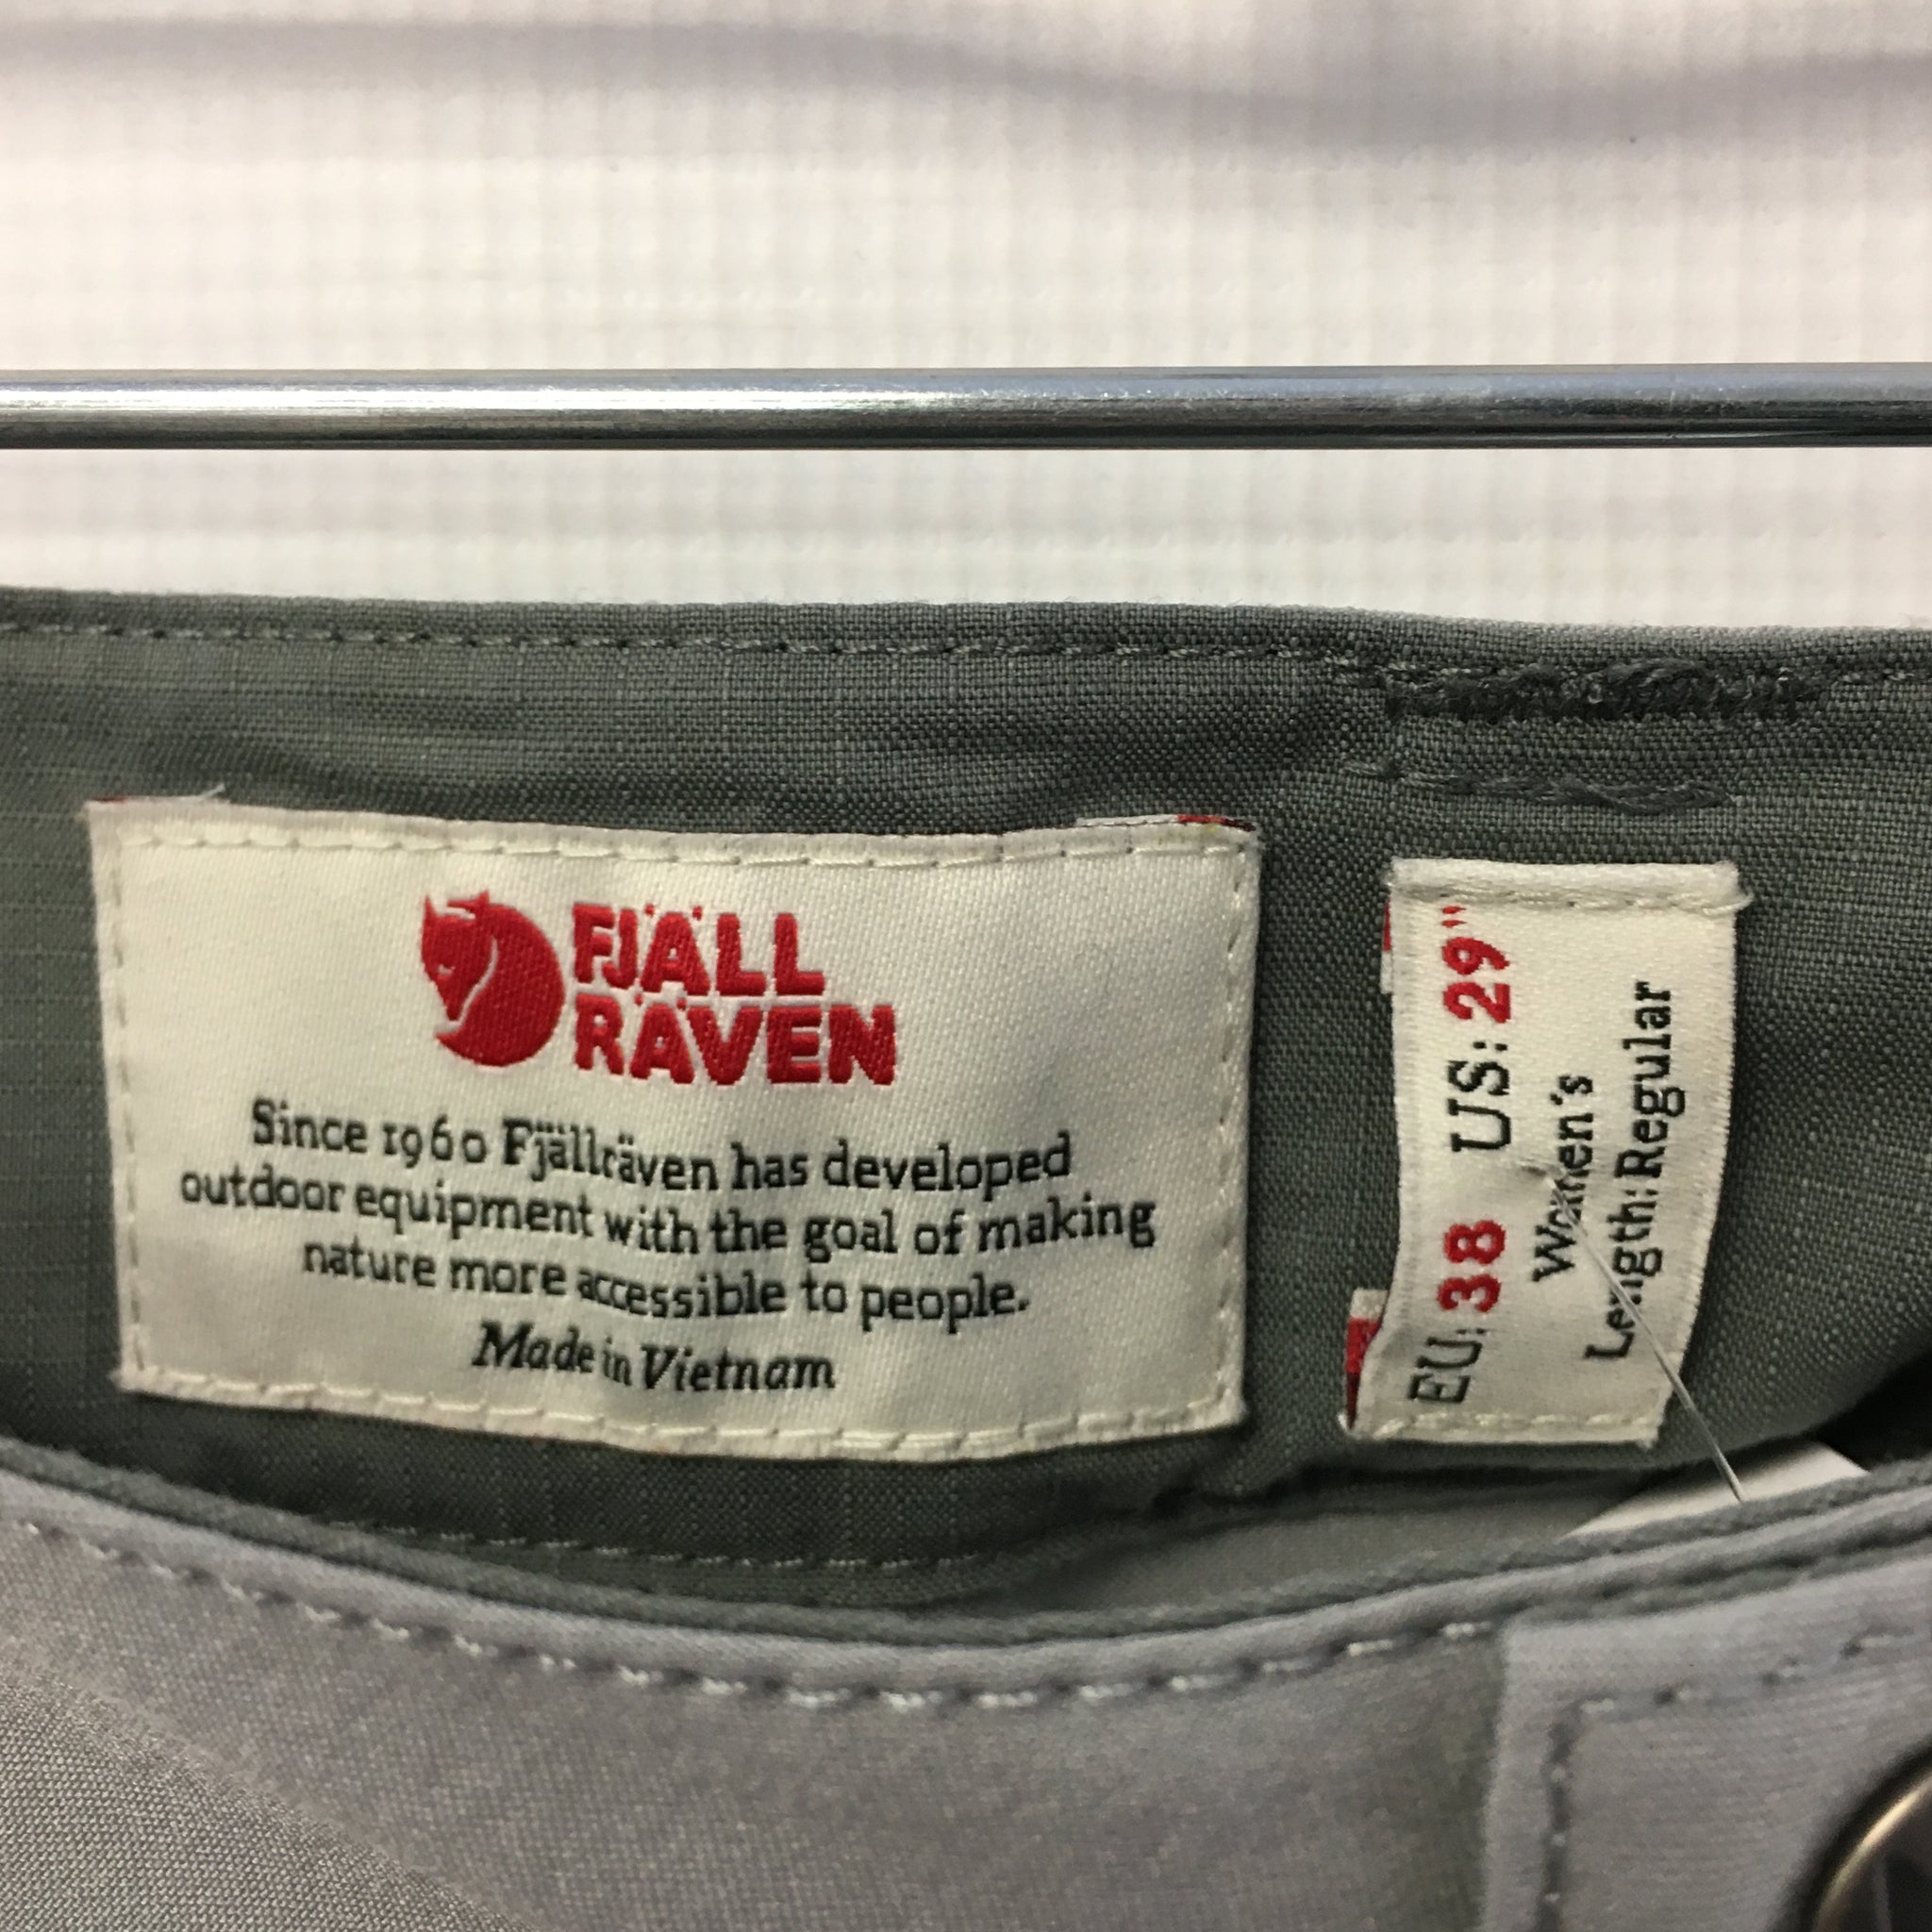 FJÄLL
RÄVEN
Since 1960 Fjällräven has developed
outdoor equipment with the goal of making
nature more accessible to people.
Made in Vietnam
EU: 38 US: 29"
Women's
Length: Regular